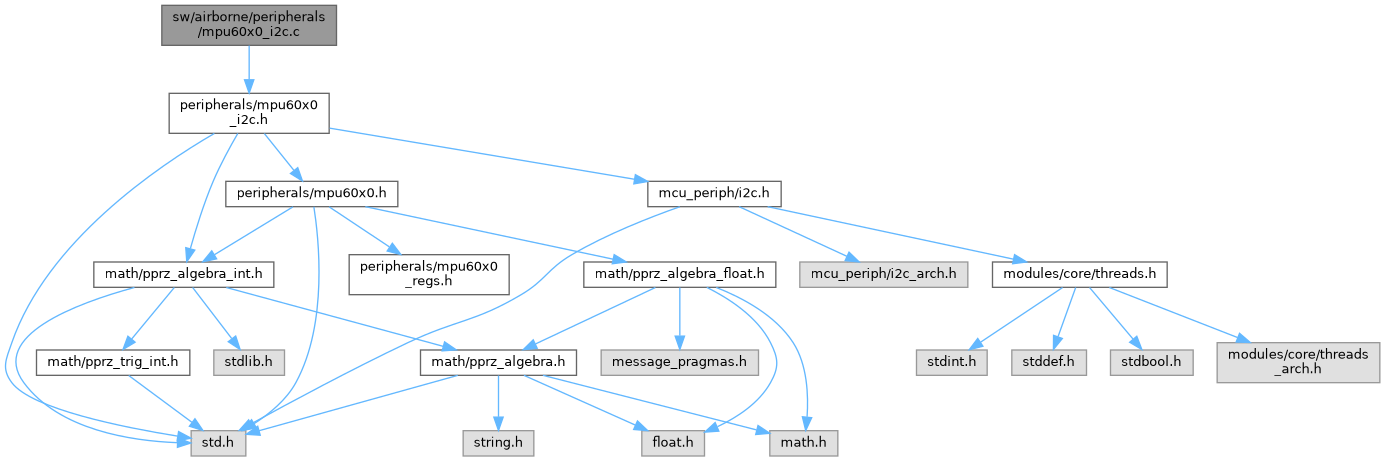 sw/airborne/peripherals
/mpu60x0_i2c.c
peripherals/mpu60x0
_i2c.h
peripherals/mpu60x0.h
mcu_periph/i2c.h
math/pprz_algebra_int.h
peripherals/mpu60x0
_regs.h
math/pprz_algebra_float.h
mcu_periph/i2c_arch.h
modules/core/threads.h
math/pprz_trig_int.h
stdlib.h
math/pprz_algebra.h
message_pragmas.h
stdint.h
stddef.h
stdbool.h
modules/core/threads
_arch.h
std.h
string.h
float.h
math.h